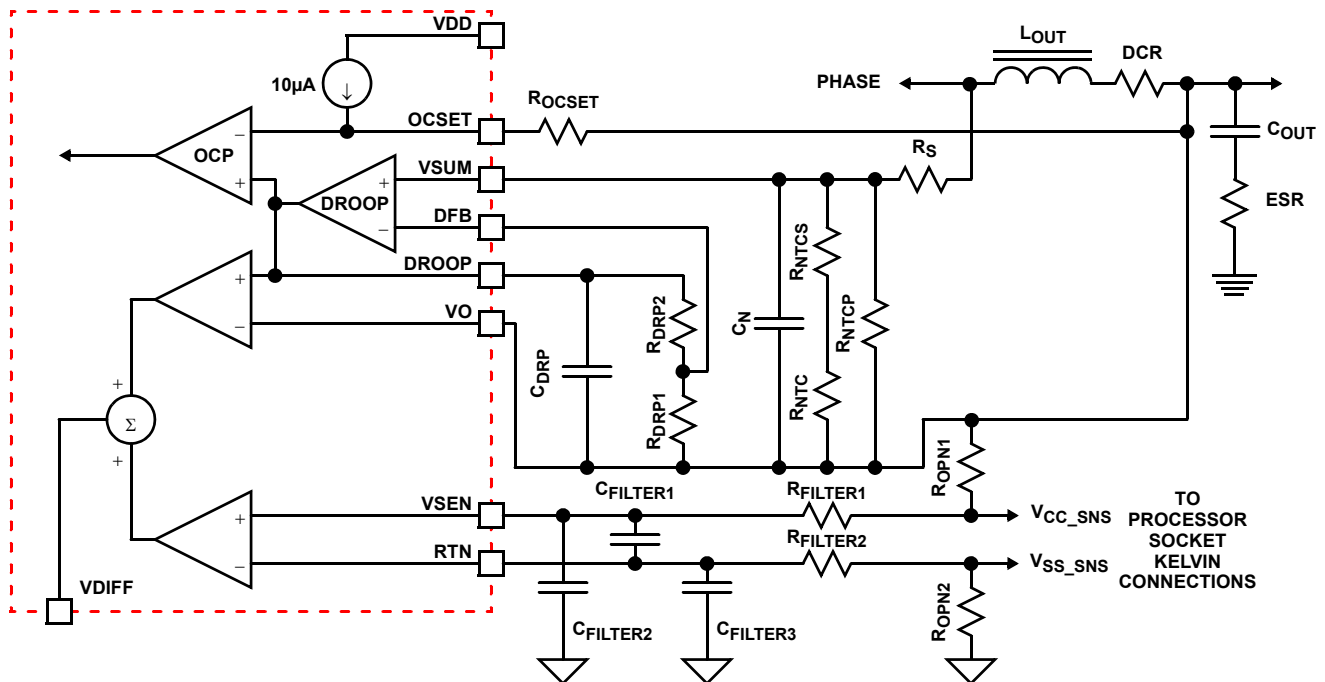 VDD
LOUT
DCR
PHASE
10µA
↓
ROCSET
OCSET
COUT
−
OCP
+
VSUM
RS
+
DROOP
−
DFB
ESR
DROOP
+
−
VO
RDRP2
RDRP1
CDRP
CN
RNTCS
RNTC
RNTCP
+
Σ
+
ROPN1
CFILTER1
RFILTER1
VSEN
+
VCC_SNS
RFILTER2
RTN
−
VSS_SNS
TO
PROCESSOR
SOCKET
KELVIN
CONNECTIONS
VDIFF
CFILTER2
CFILTER3
ROPN2